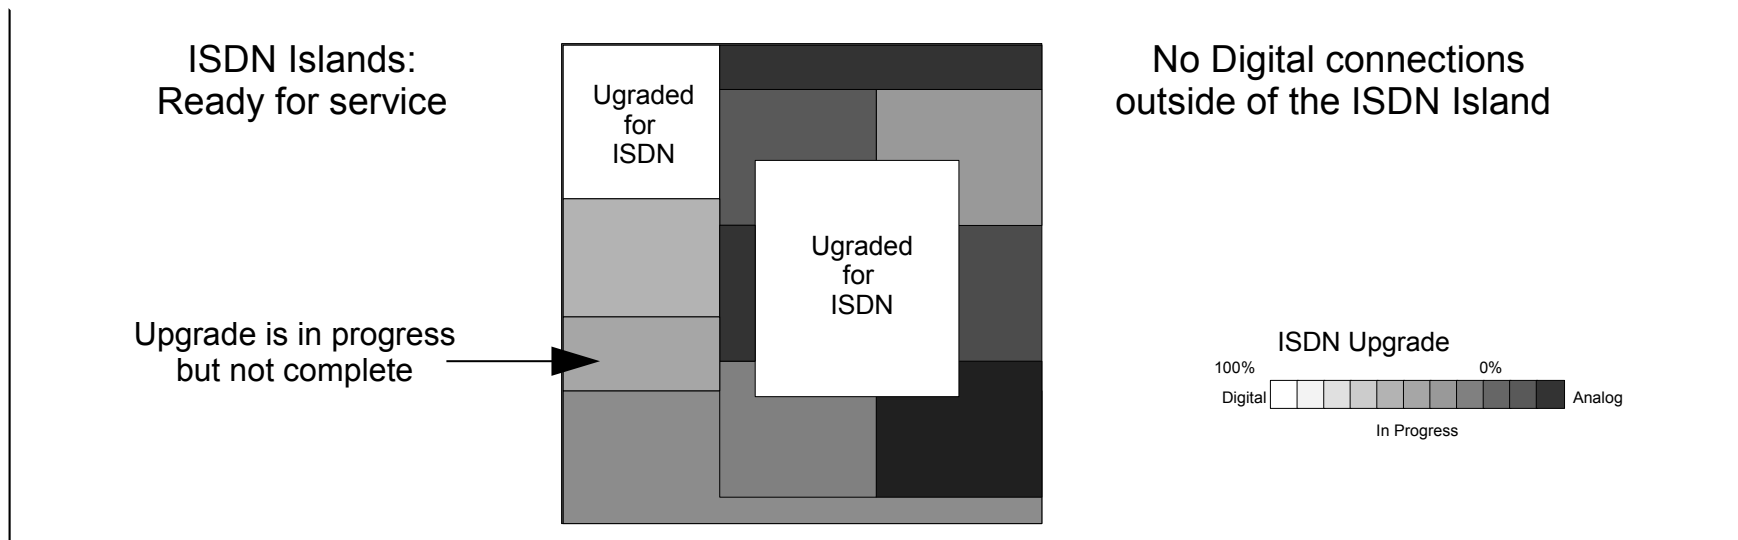 ISDN Islands:
Ready for service
Ugraded
for
ISDN
No Digital connections
outside of the ISDN Island
Ugraded
for
ISDN
Upgrade is in progress
but not complete
ISDN Upgrade
100%
0%
Digital
Analog
In Progress